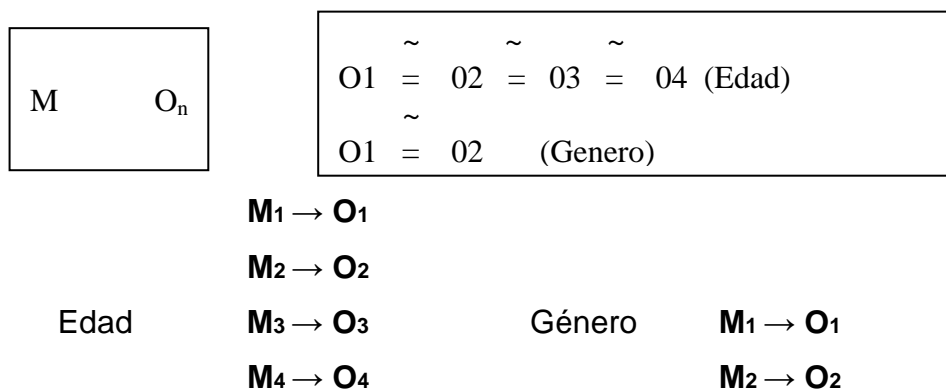 ~ ~ ~
O1 = 02 = 03 = 04 (Edad)
M Oₙ
~
O1 = 02 (Genero)
M₁ → O₁
M₂ → O₂
Edad M₃ → O₃ Género M₁ → O₁
M₄ → O₄ M₂ → O₂